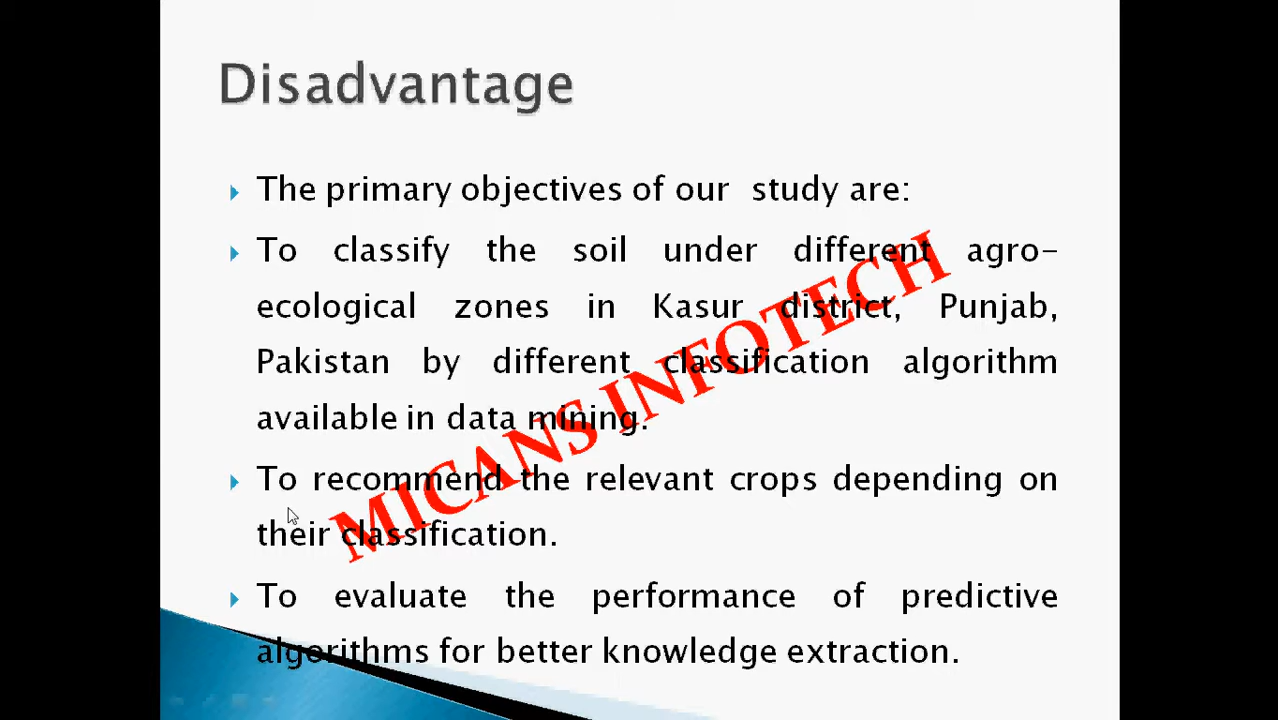 Disadvantage
The primary objectives of our study are:
To classify the soil under different agro-
ecological zones in Kasur district, Punjab,
Pakistan by different classification algorithm
available in data mining.
To recommend the relevant crops depending on
their classification.
To evaluate the performance of predictive
algorithms for better knowledge extraction.
MICANS INFOTECH